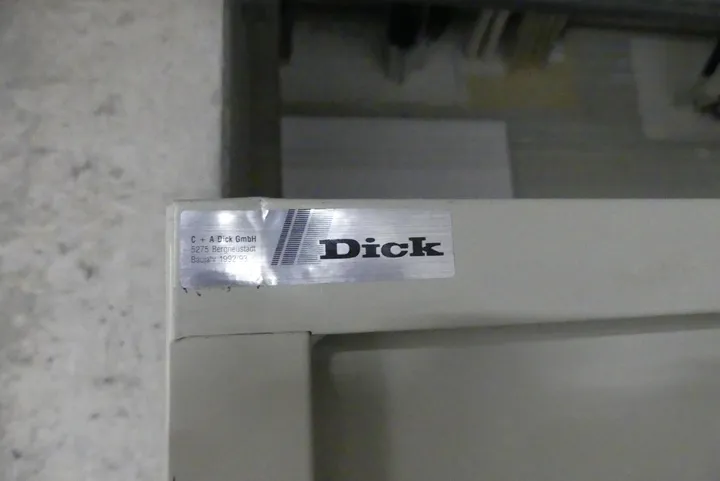 C + A Dick GmbH
5275 Bergneustadt
Baujahr 1992/93
Dick